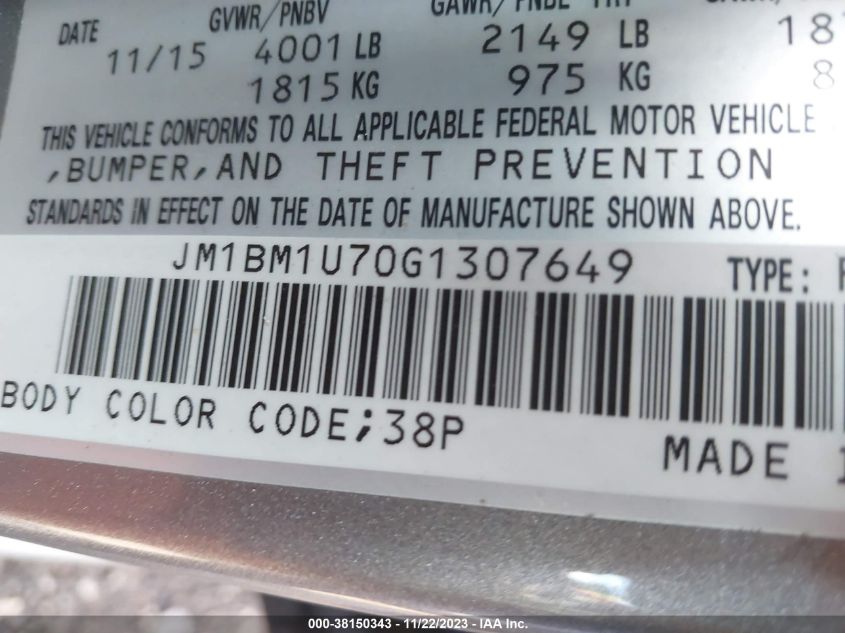 DATE GVWR/PNBV
11/15 4001 LB 2149 LB 18
1815 KG 975 KG 8
THIS VEHICLE CONFORMS TO ALL APPLICABLE FEDERAL MOTOR VEHICLE
,BUMPER,AND THEFT PREVENTION
STANDARDS IN EFFECT ON THE DATE OF MANUFACTURE SHOWN ABOVE.
JM1BM1U70G1307649 TYPE:
BODY COLOR CODE;38P
MADE
000-38150343 - 11/22/2023 - IAA Inc.